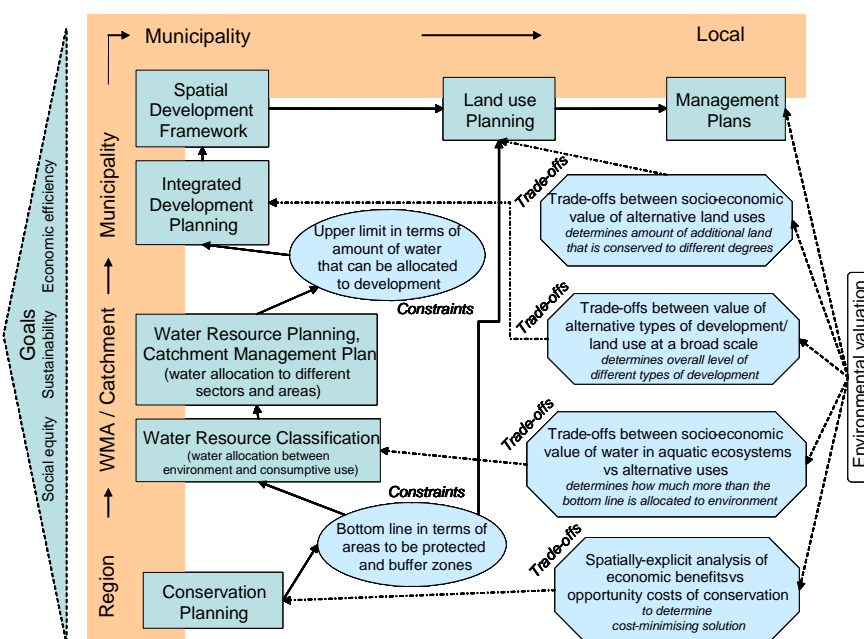 Municipality
Local
Spatial
Development
Framework
Land use
Planning
Management
Plans
Municipality
Integrated
Development
Planning
Trade-offs
Trade-offs between socio-economic
value of alternative land uses
determines amount of additional land
that is conserved to different degrees
Upper limit in terms of
amount of water
that can be allocated
to development
Constraints
Trade-offs
Trade-offs between value of
alternative types of development/
land use at a broad scale
determines overall level of
different types of development
Goals
Economic efficiency
Sustainability
Social equity
WMA / Catchment
Water Resource Planning,
Catchment Management Plan
(water allocation to different
sectors and areas)
Environmental valuation
Water Resource Classification
(water allocation between
environment and consumptive use)
Trade-offs
Trade-offs between socioeconomic
value of water in aquatic ecosystems
vs alternative uses
determines how much more than the
bottom line is allocated to environment
Constraints
Bottom line in terms of
areas to be protected
and buffer zones
Region
Conservation
Planning
Trade-offs
Spatially-explicit analysis of
economic benefitsvs
opportunity costs of conservation
to determine
cost-minimising solution